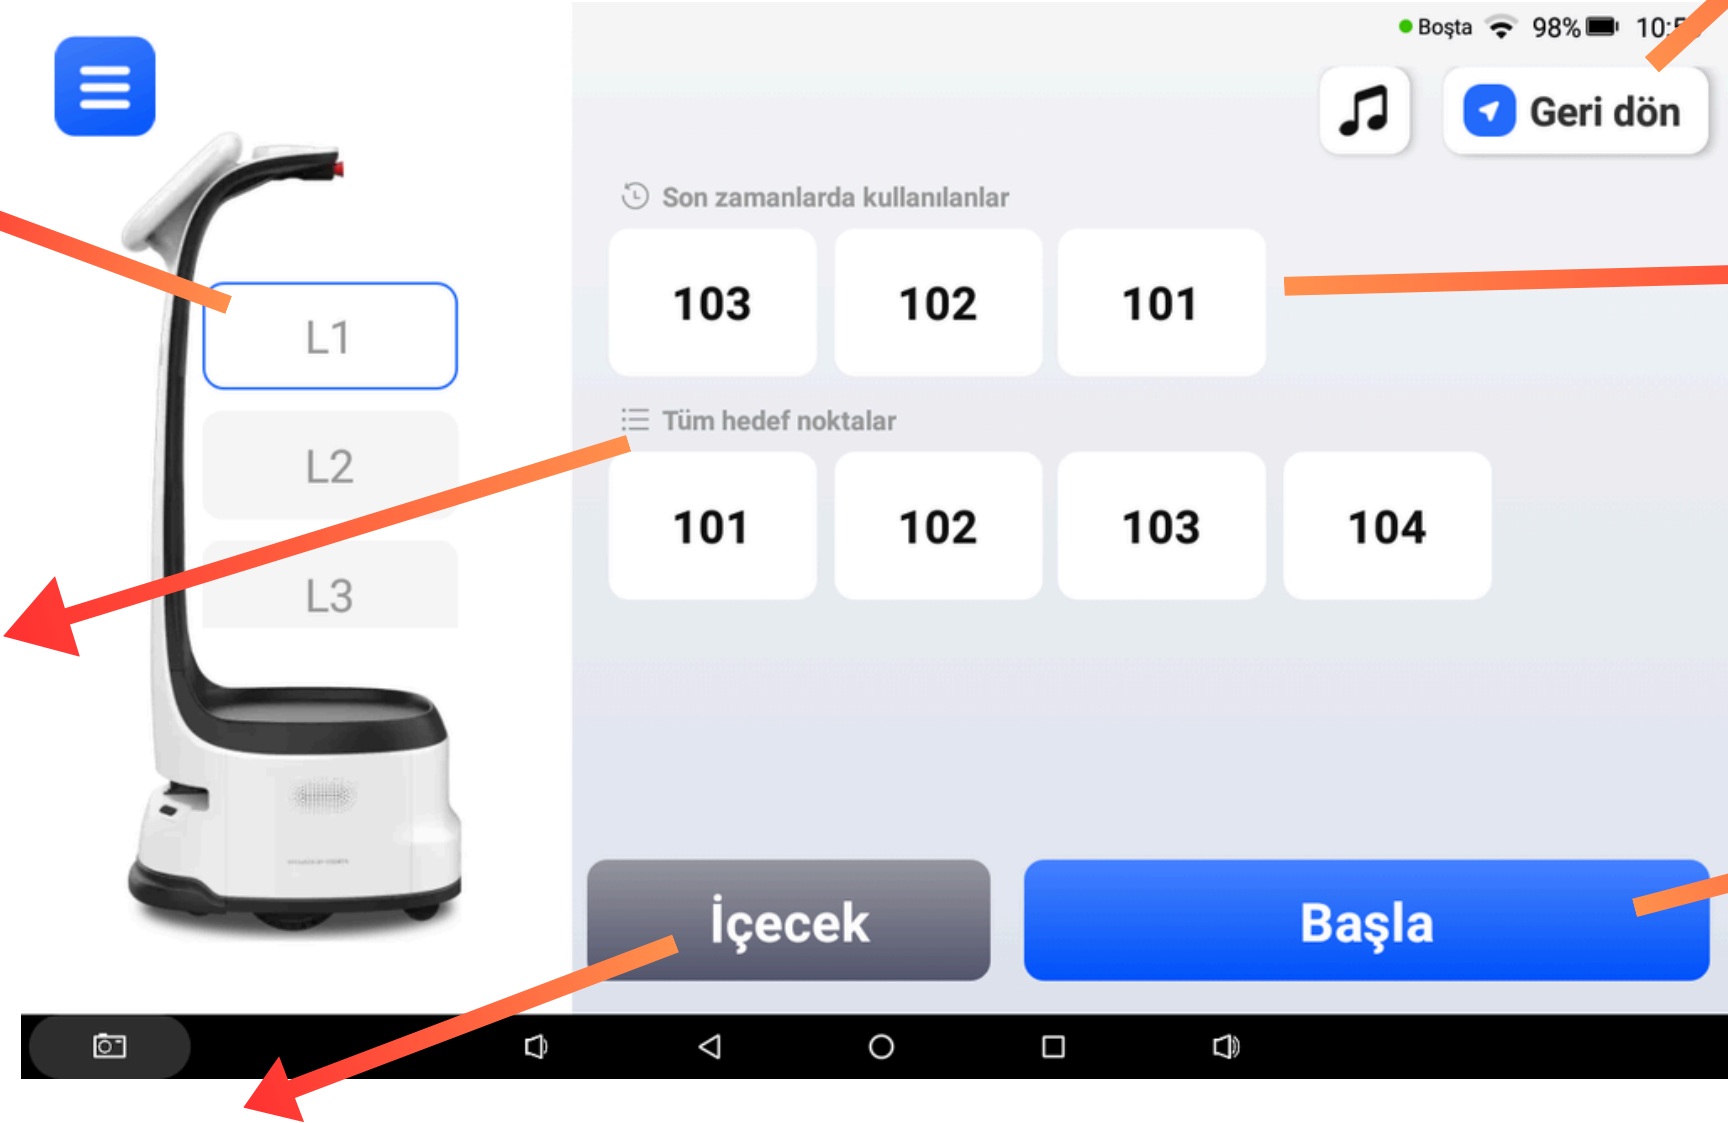 Boşta 98% 10:5
Geri dön
Son zamanlarda kullanılanlar
103 102 101
L1
Tüm hedef noktalar
L2
101 102 103 104
L3
İçecek Başla